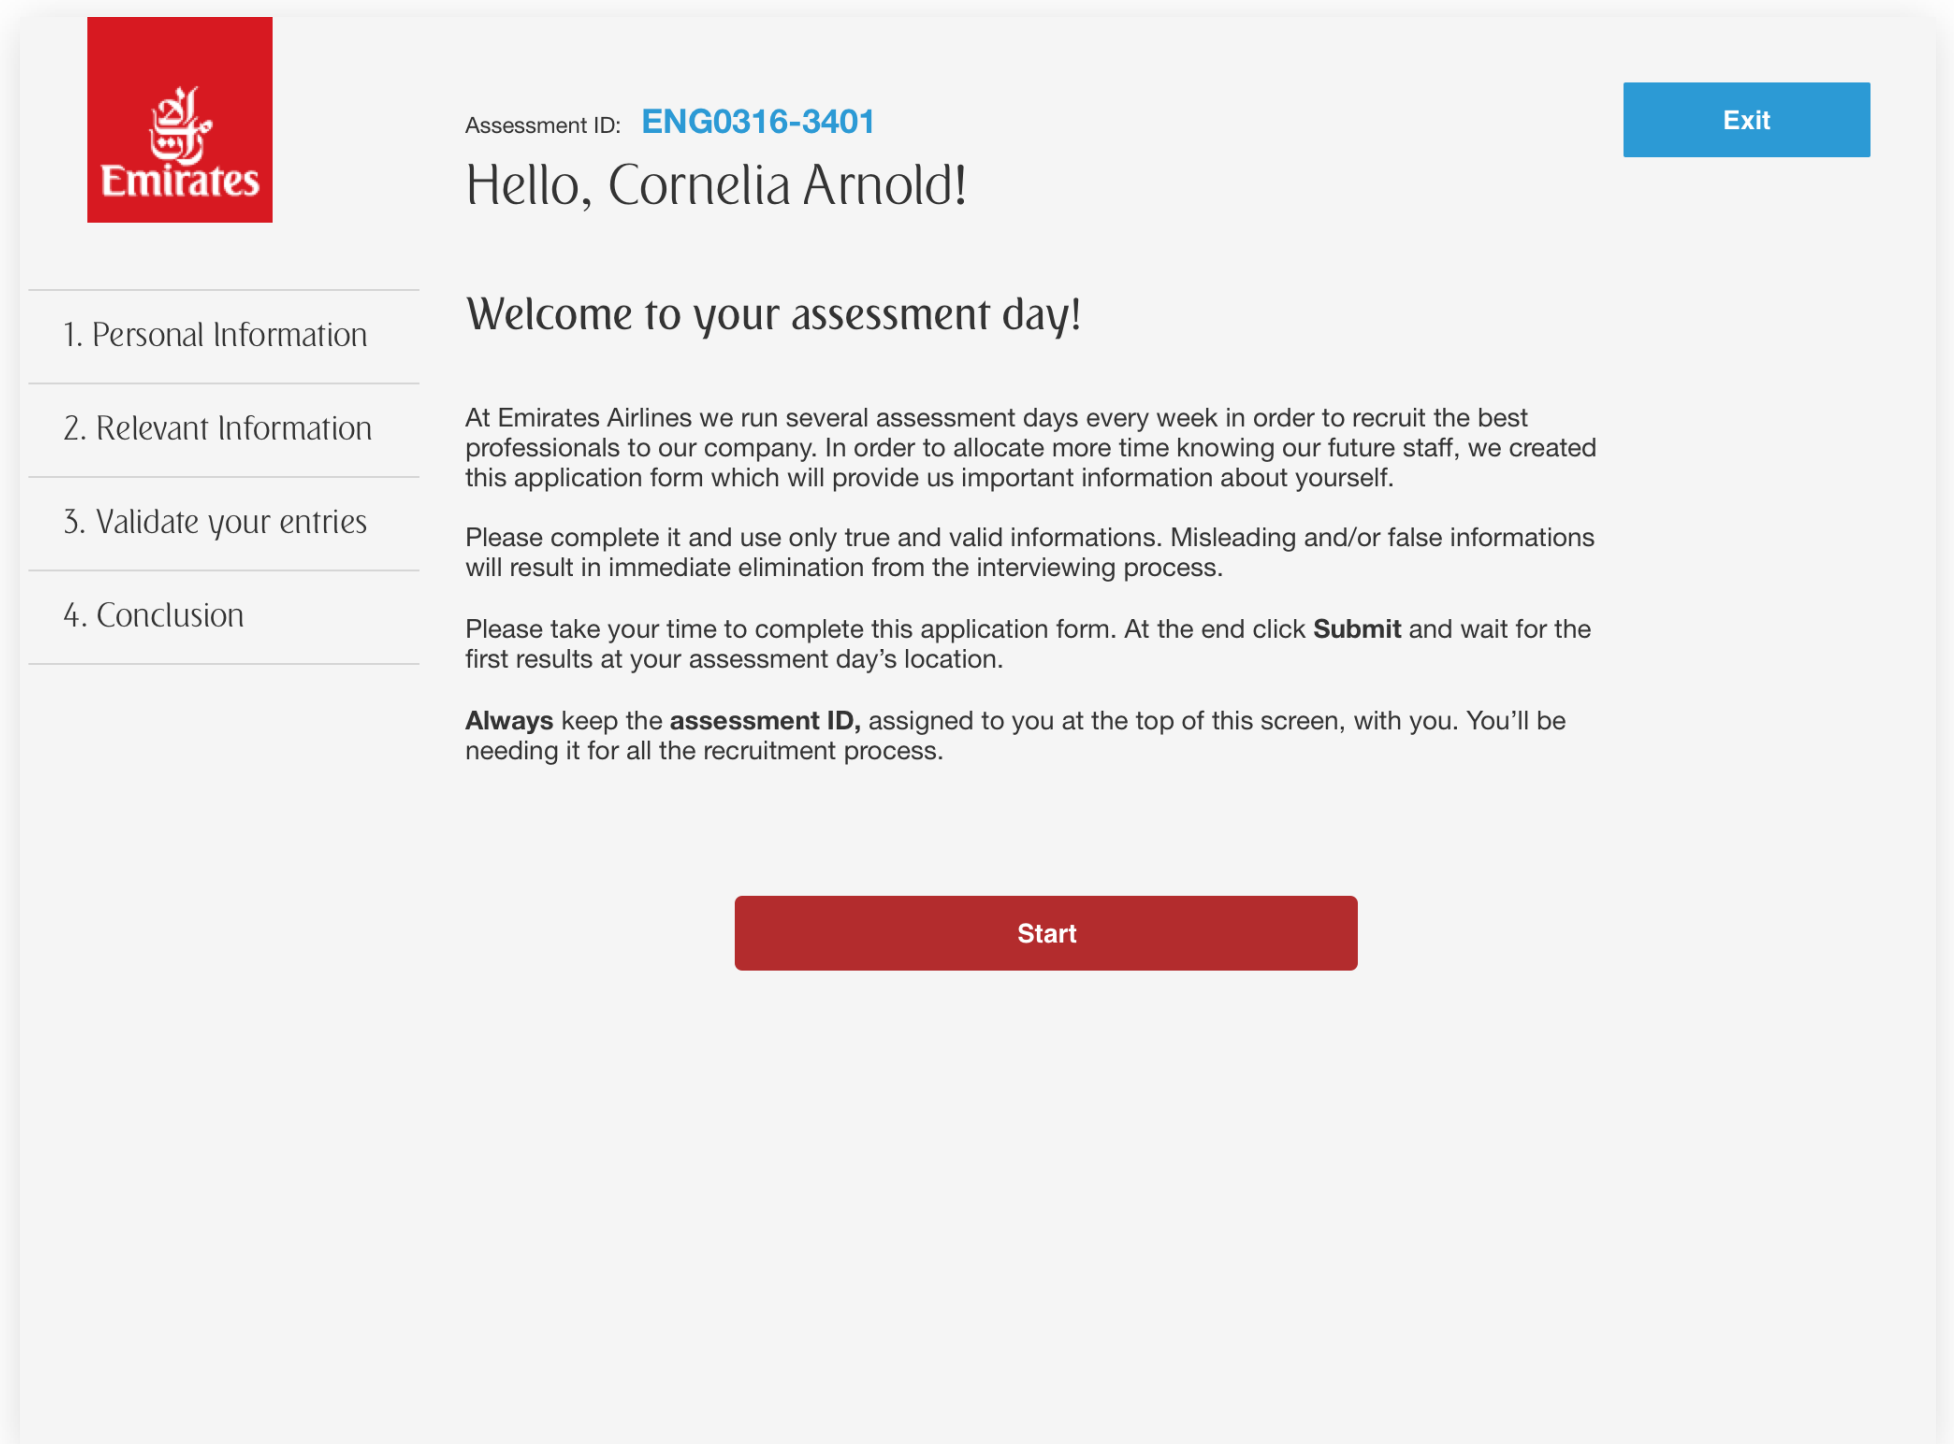 Emirates
Assessment ID: ENG0316-3401
Exit
Hello, Cornelia Arnold!
1. Personal Information
2. Relevant Information
3. Validate your entries
4. Conclusion
Welcome to your assessment day!
At Emirates Airlines we run several assessment days every week in order to recruit the best
professionals to our company. In order to allocate more time knowing our future staff, we created
this application form which will provide us important information about yourself.
Please complete it and use only true and valid informations. Misleading and/or false informations
will result in immediate elimination from the interviewing process.
Please take your time to complete this application form. At the end click Submit and wait for the
first results at your assessment day’s location.
Always keep the assessment ID, assigned to you at the top of this screen, with you. You’ll be
needing it for all the recruitment process.
Start